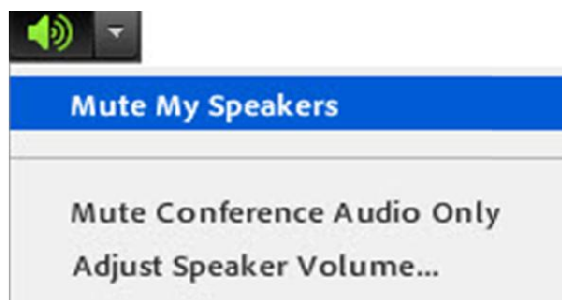 Mute My Speakers
Mute Conference Audio Only
Adjust Speaker Volume...